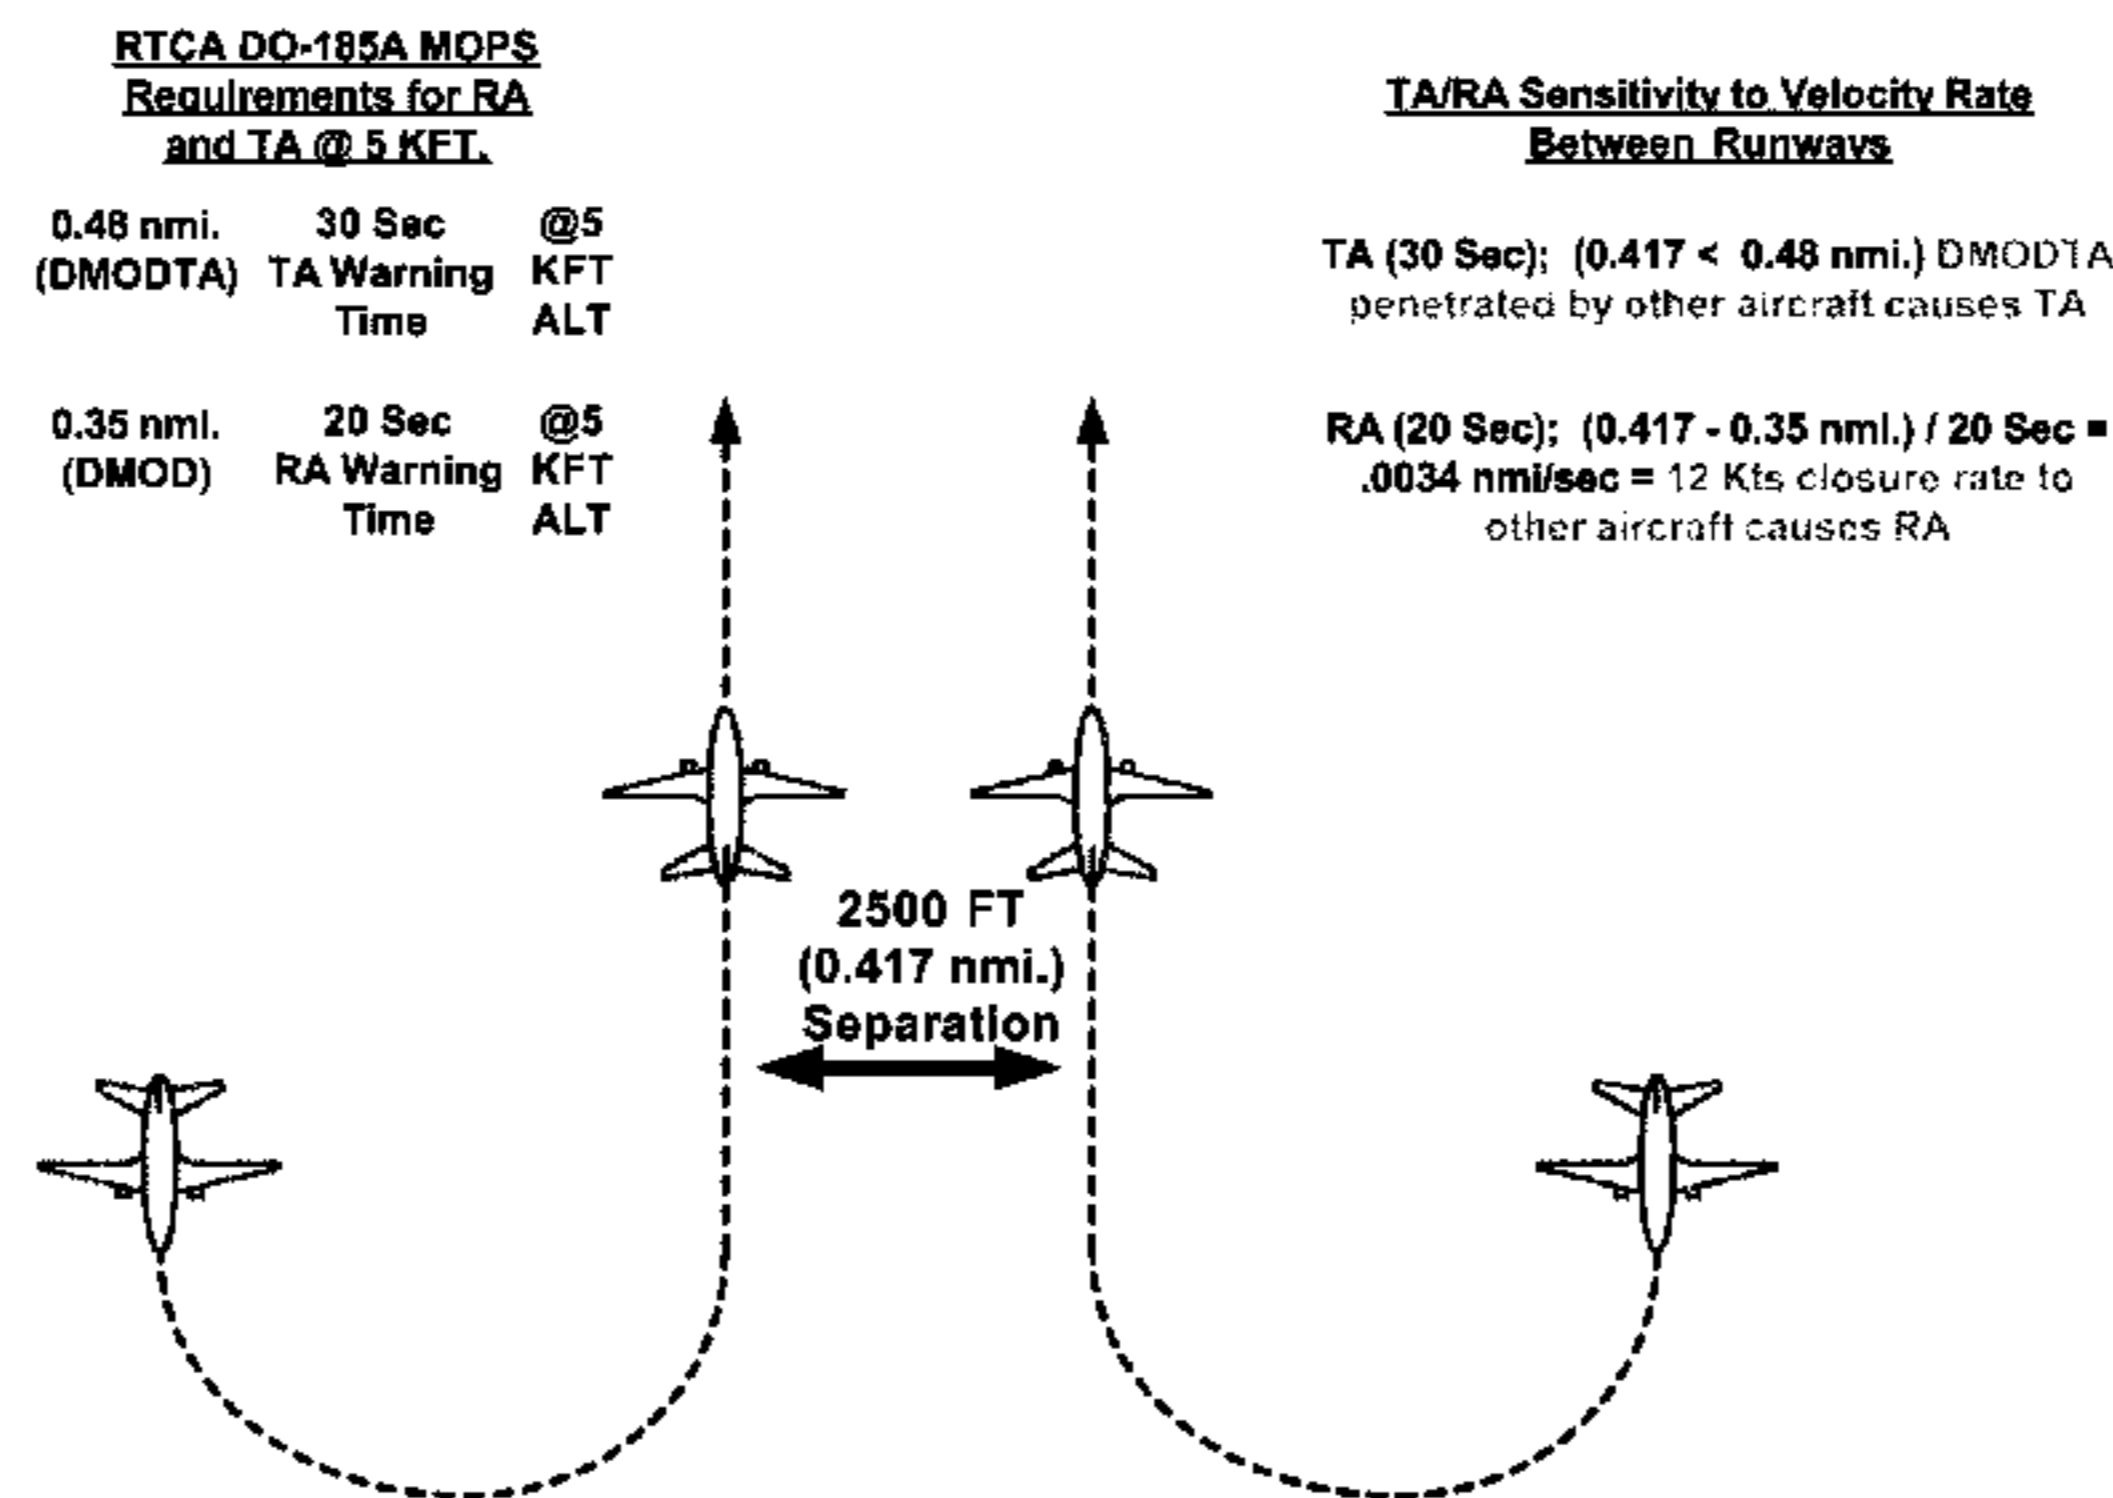 RTCA DO-185A MOPS
Requirements for RA
and TA @ 5 KFT.
0.48 nmi. 30 Sec @5
(DMODTA) TA Warning KFT
Time ALT
0.35 nmi. 20 Sec @5
(DMOD) RA Warning KFT
Time ALT
TA/RA Sensitivity to Velocity Rate
Between Runways
TA (30 Sec); (0.417 < 0.48 nmi.) DMODTA
penetrated by other aircraft causes TA
RA (20 Sec); (0.417 - 0.35 nmi.) / 20 Sec =
.0034 nmi/sec = 12 Kts closure rate to
other aircraft causes RA
2500 FT
(0.417 nmi.)
Separation